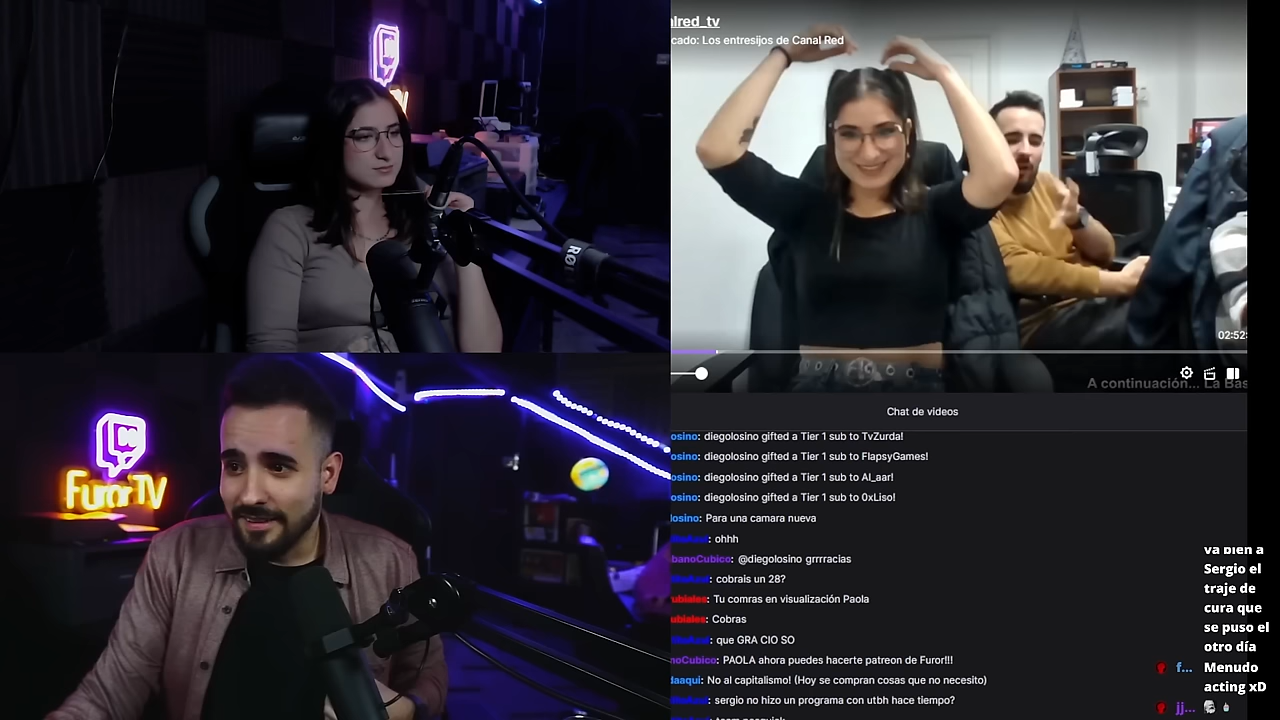 lred_tv
cado: Los entresijos de Canal Red
RØDE
FurorTV
02:52:
A continuación... La Bas
Chat de videos
osino: diegolosino gifted a Tier 1 sub to TvZurda!
osino: diegolosino gifted a Tier 1 sub to FlapsyGames!
osino: diegolosino gifted a Tier 1 sub to Al_aar!
osino: diegolosino gifted a Tier 1 sub to 0xLiso!
losino: Para una camara nueva
: ohhh
banoCubico: @diegolosino grrrracias
: cobrais un 28?
ubiales: Tu comras en visualización Paola
ubiales: Cobras
: que GRA CIO SO
noCubico: PAOLA ahora puedes hacerte patreon de Furor!!!
daaqui: No al capitalismo! (Hoy se compran cosas que no necesito)
: sergio no hizo un programa con utbh hace tiempo?
va bien a
Sergio el
traje de
cura que
se puso el
otro día
f... Menudo
acting xD
jj...